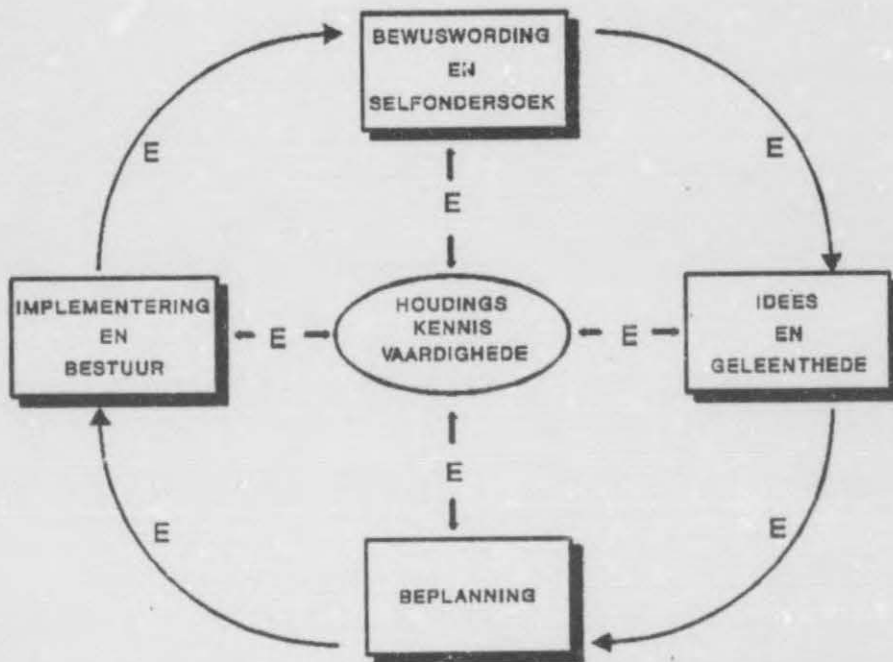 BEWUSWORDING
EN
SELFONDERSOEK
E
E
E
IMPLEMENTERING
EN
BESTUUR
E
HOUDINGS
KENNIS
VAARDIGHEDE
E
IDEES
EN
GELEENTHEDE
E
E
E
BEPLANNING